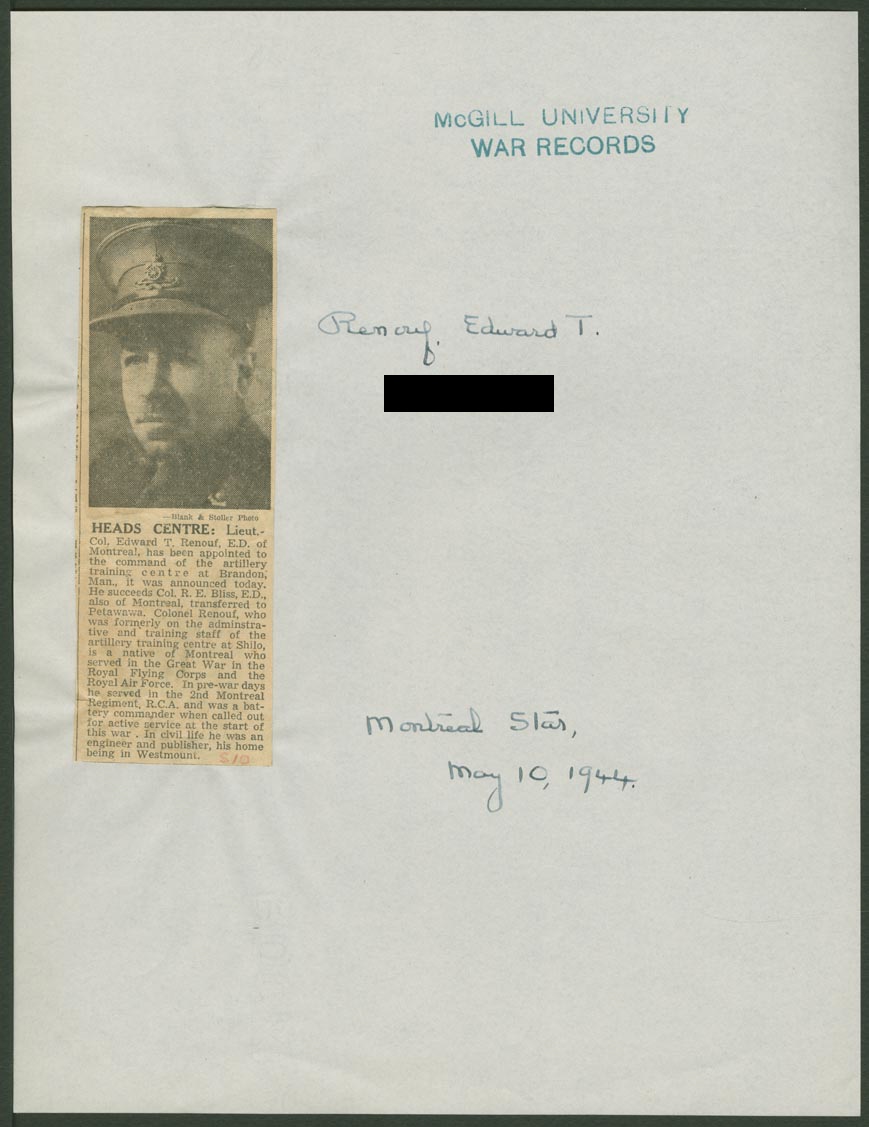 McGILL UNIVERSITY
WAR RECORDS
Renouf, Edward T.
—Blank & Stoller Photo
HEADS CENTRE: Lieut.-
Col. Edward T. Renouf, E.D. of
Montreal, has been appointed to
the command of the artillery
training centre at Brandon,
Man., it was announced today.
He succeeds Col. R. E. Bliss, E.D.,
also of Montreal, transferred to
Petawawa. Colonel Renouf, who
was formerly on the adminstra-
tive and training staff of the
artillery training centre at Shilo,
is a native of Montreal who
served in the Great War in the
Royal Flying Corps and the
Royal Air Force. In pre-war days
he served in the 2nd Montreal
Regiment, R.C.A. and was a bat-
tery commander when called out
for active service at the start of
this war . In civil life he was an
engineer and publisher, his home
being in Westmount.
5/10
Montreal Star,
May 10, 1944.